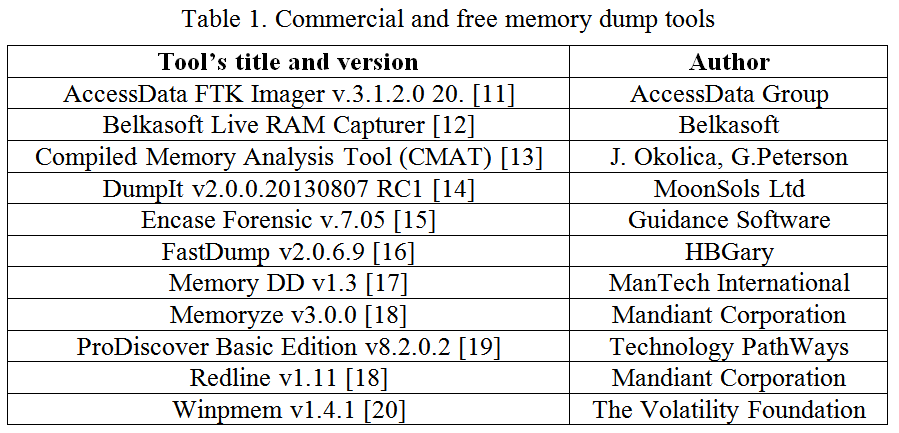 Table 1. Commercial and free memory dump tools
Tool's title and version Author
AccessData FTK Imager v.3.1.2.0 20. [11] AccessData Group
Belkasoft Live RAM Capturer [12] Belkasoft
Compiled Memory Analysis Tool (CMAT) [13] J. Okolica, G.Peterson
DumpIt v2.0.0.20130807 RC1 [14] MoonSols Ltd
Encase Forensic v.7.05 [15] Guidance Software
FastDump v2.0.6.9 [16] HBGary
Memory DD v1.3 [17] ManTech International
Memoryze v3.0.0 [18] Mandiant Corporation
ProDiscover Basic Edition v8.2.0.2 [19] Technology PathWays
Redline v1.11 [18] Mandiant Corporation
Winpmem v1.4.1 [20] The Volatility Foundation